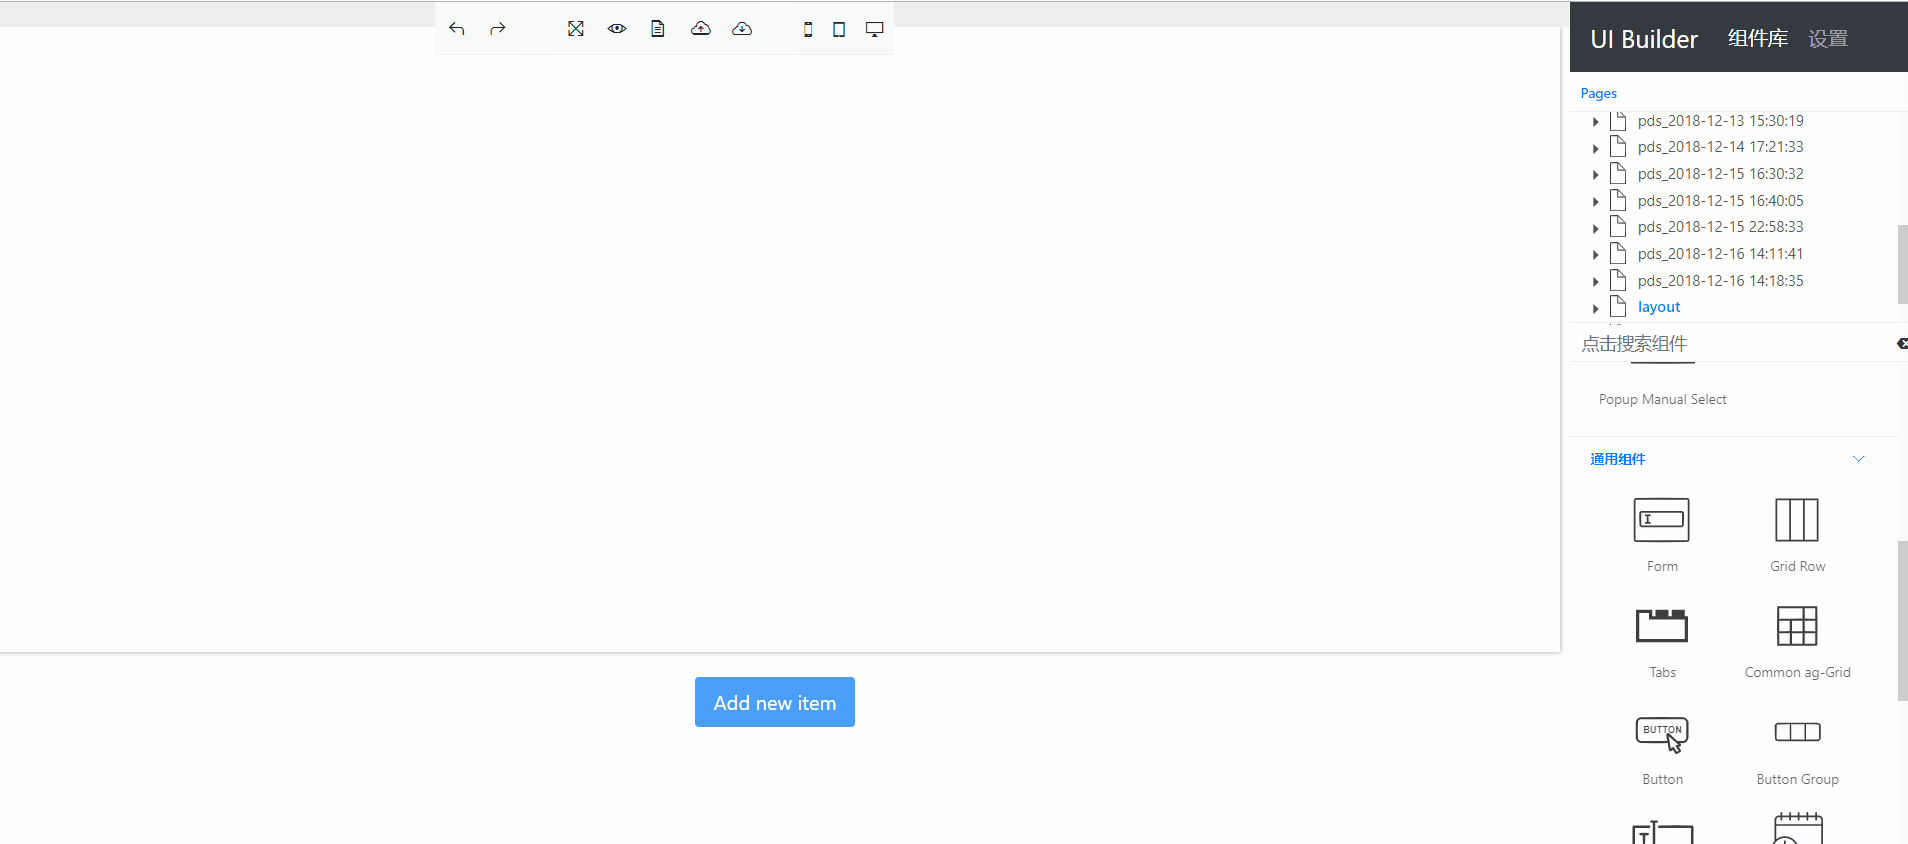 UI Builder 组件库 设置
Pages
pds_2018-12-13 15:30:19
pds_2018-12-14 17:21:33
pds_2018-12-15 16:30:32
pds_2018-12-15 16:40:05
pds_2018-12-15 22:58:33
pds_2018-12-16 14:11:41
pds_2018-12-16 14:18:35
layout
点击搜索组件
Popup Manual Select
通用组件
Form Grid Row
Tabs Common ag-Grid
BUTTON
Button Button Group
Add new item